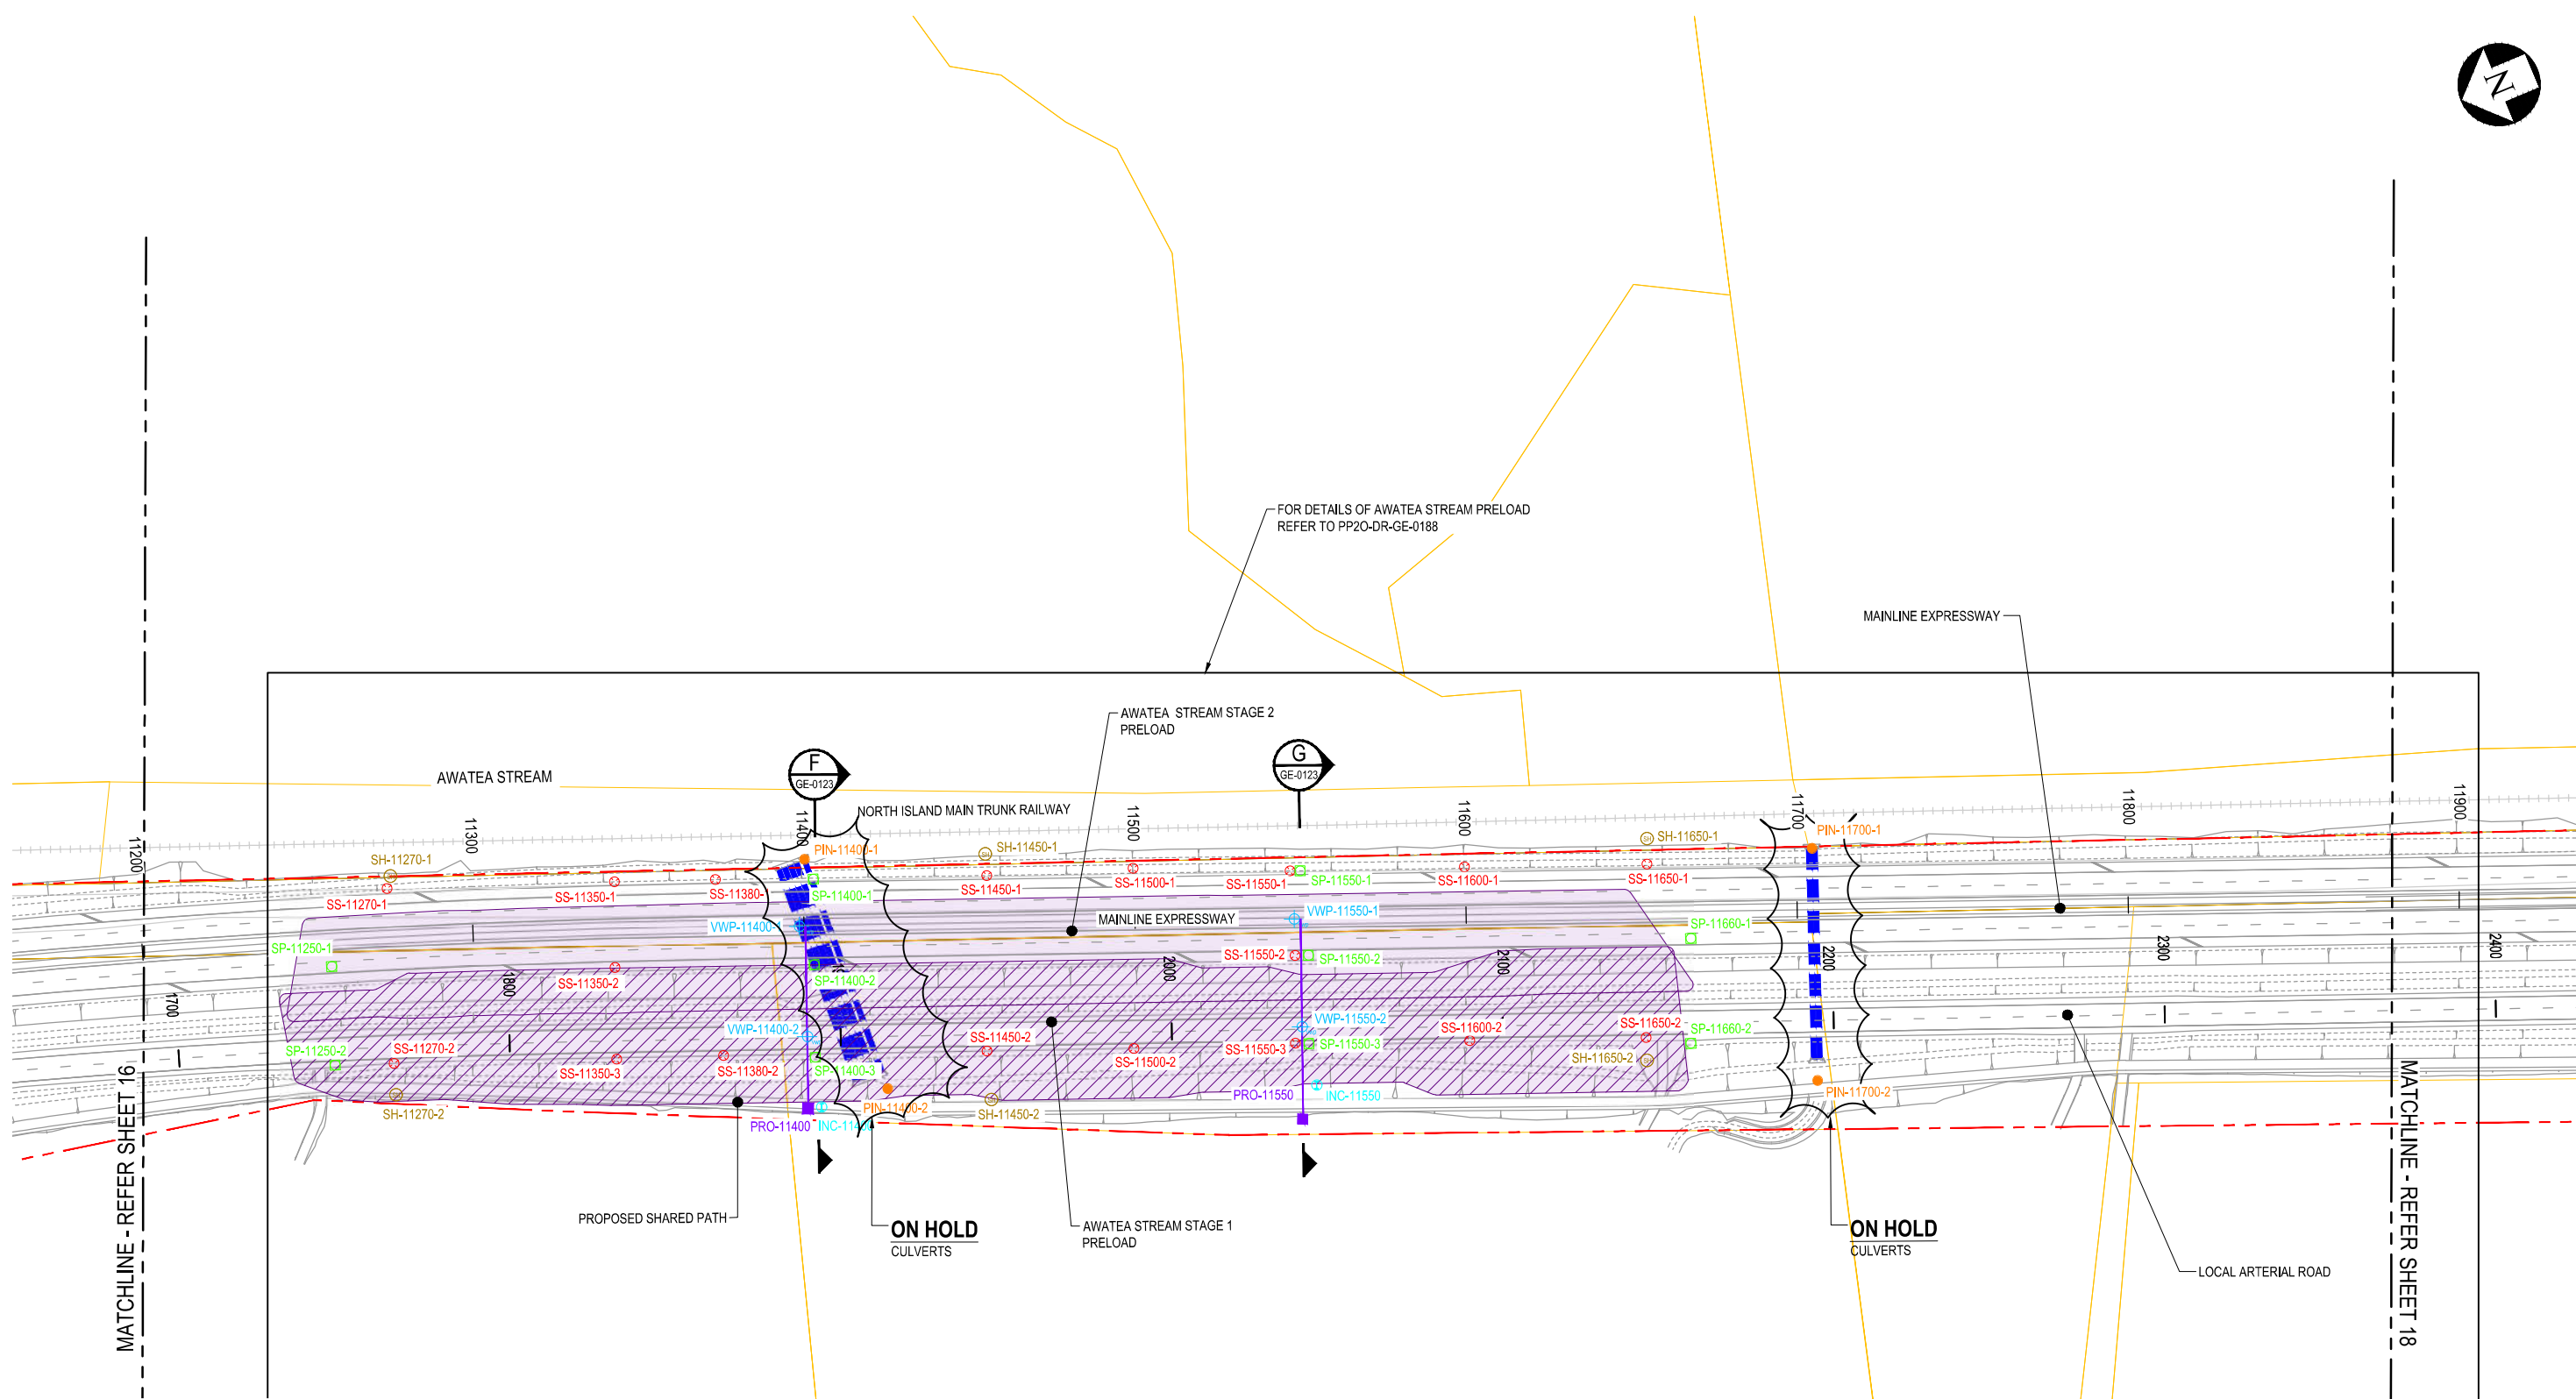 N
FOR DETAILS OF AWATEA STREAM PRELOAD
REFER TO PP2O-DR-GE-0188
MAINLINE EXPRESSWAY
AWATEA STREAM STAGE 2
PRELOAD
F
GE-0123
G
GE-0123
AWATEA STREAM
NORTH ISLAND MAIN TRUNK RAILWAY
11200
11300
11400
11500
11600
11700
11800
11900
SH-11270-1
PIN-11400-1
SH-11450-1
SH-11650-1
PIN-11700-1
SS-11270-1
SS-11350-1
SS-11380-
SP-11400-1
SS-11450-1
SS-11500-1
SS-11550-1
SP-11550-1
SS-11600-1
SS-11650-1
VWP-11400-
MAINLINE EXPRESSWAY
VWP-11550-1
SP-11660-1
SP-11250-1
SS-11350-2
SP-11400-2
SS-11550-2
SP-11550-2
1700
1800
2000
2100
2200
2300
2400
VWP-11400-2
VWP-11550-2
SP-11250-2
SS-11270-2
SS-11350-3
SS-11380-2
SP-11400-3
SS-11450-2
SS-11500-2
SS-11550-3
SP-11550-3
SS-11600-2
SS-11650-2
SP-11660-2
SH-11650-2
SH-11270-2
PRO-11400
INC-1140
PIN-11400-2
SH-11450-2
PRO-11550
INC-11550
PIN-11700-2
PROPOSED SHARED PATH
ON HOLD
CULVERTS
AWATEA STREAM STAGE 1
PRELOAD
ON HOLD
CULVERTS
LOCAL ARTERIAL ROAD
MATCHLINE - REFER SHEET 16
MATCHLINE - REFER SHEET 18